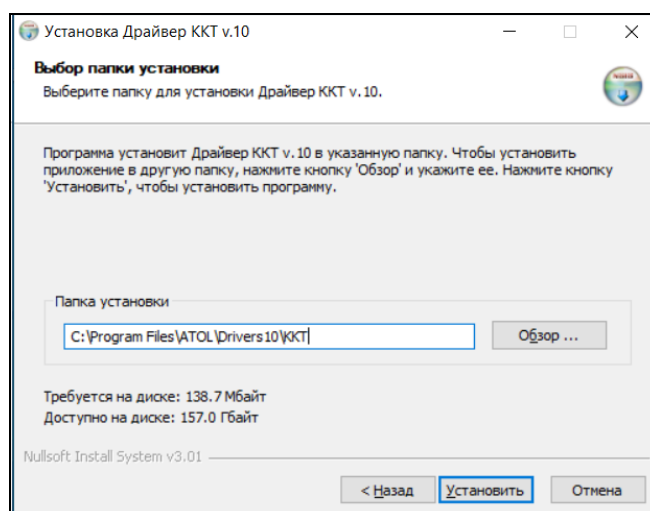 Установка Драйвер ККТ v.10
Выбор папки установки
Выберите папку для установки Драйвер ККТ v.10.
Программа установит Драйвер ККТ v.10 в указанную папку. Чтобы установить
приложение в другую папку, нажмите кнопку 'Обзор' и укажите ее. Нажмите кнопку
'Установить', чтобы установить программу.
Папка установки
C:\Program Files\ATOL\Drivers10\KKT
Обзор ...
Требуется на диске: 138.7 Мбайт
Доступно на диске: 157.0 Гбайт
Nullsoft Install System v3.01
< Назад Установить Отмена